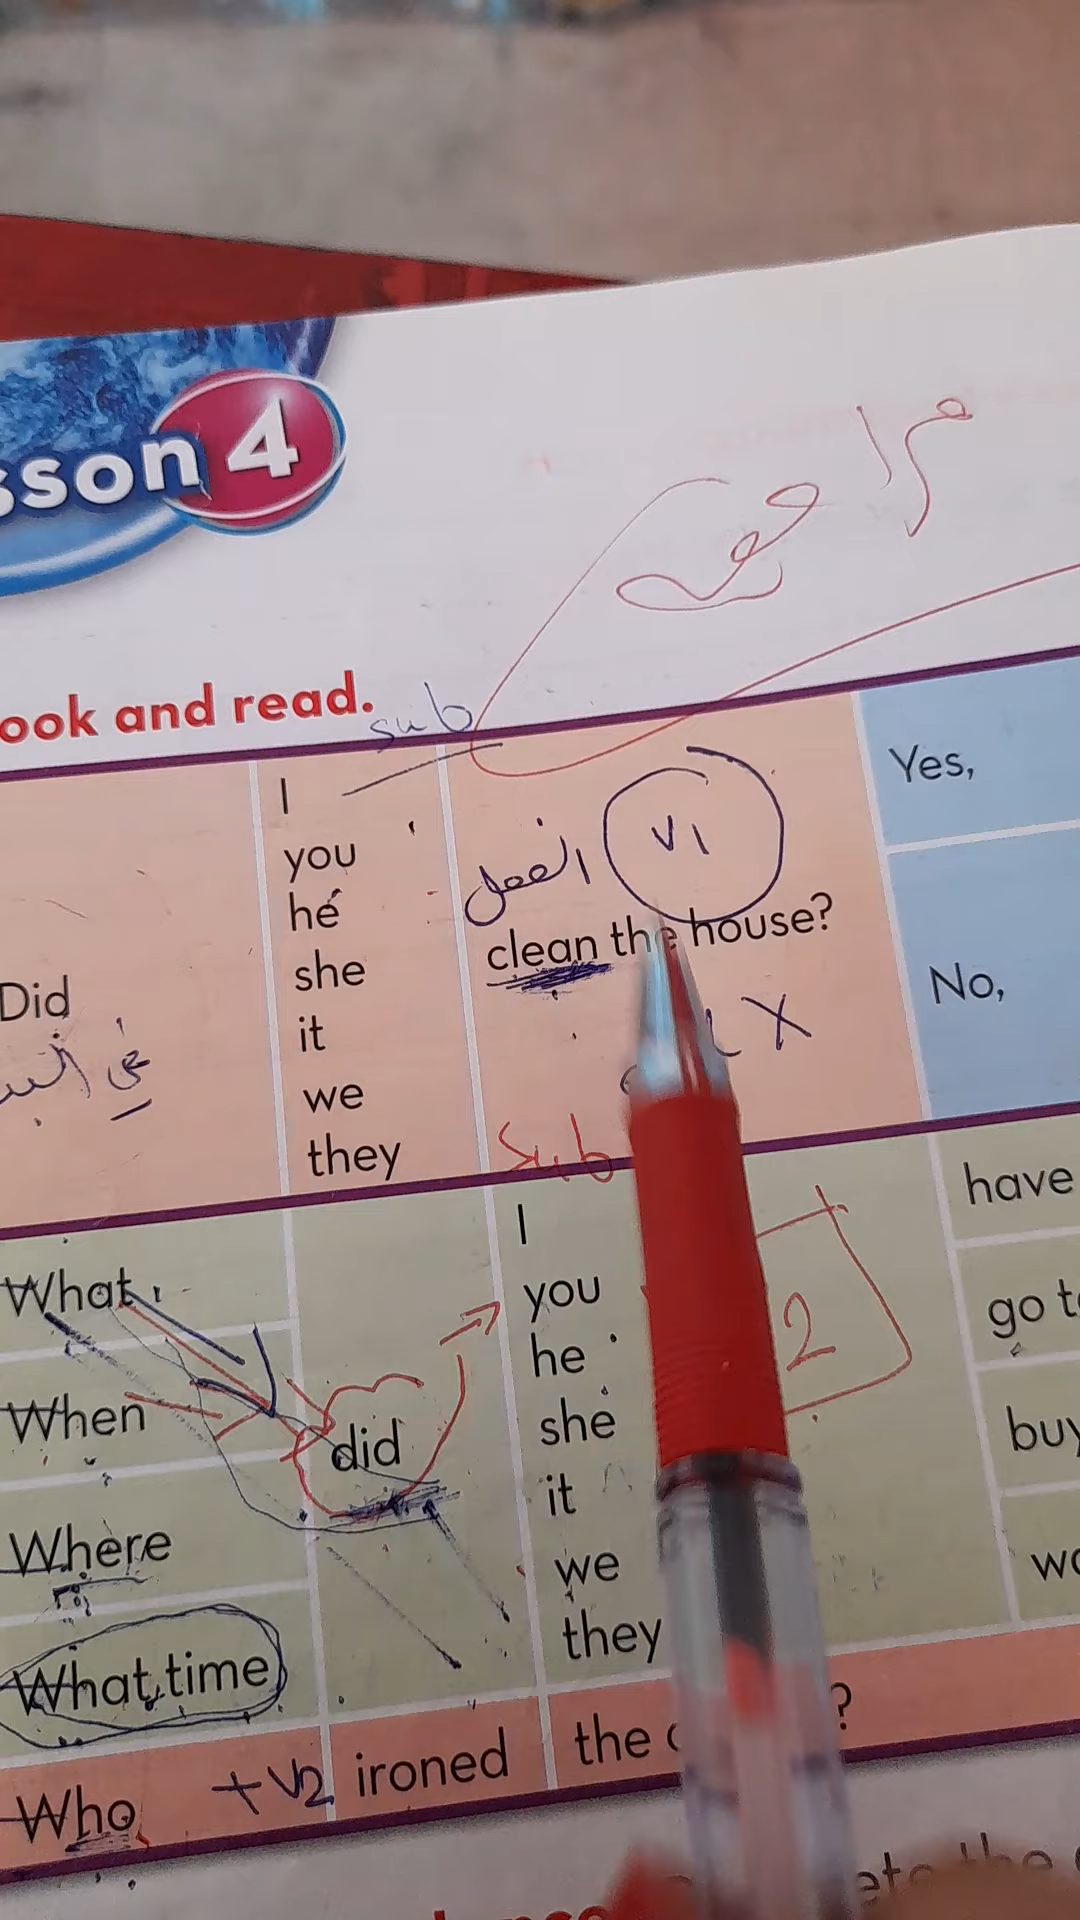 sson 4
ook and read.
sub
I
you
he
she
it
we
they
Did
الفعل
V1
clean the house?
X
Yes,
No,
sub
What
When
Where
What time
did
I
you
he
she
it
we
they
2
have
go to
buy
Who
+V2
ironed
the
?